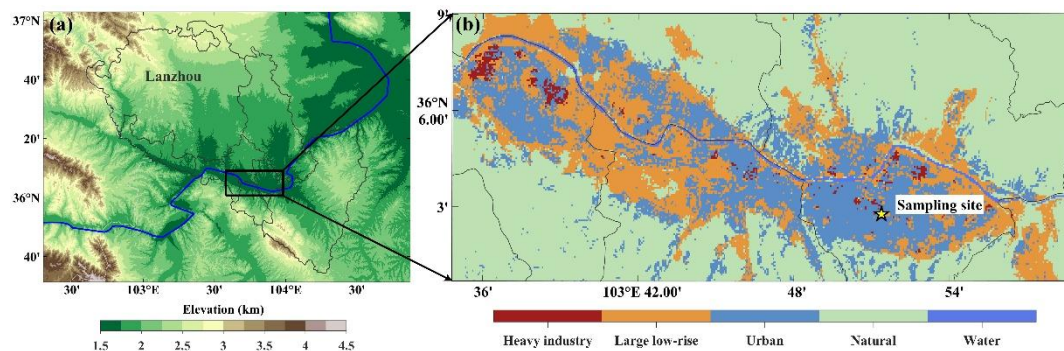 (a)
Lanzhou
37°N
40'
20'
36°N
40'
30'
103°E
30'
104°E
30'
Elevation (km)
1.5
2
2.5
3
3.5
4
4.5
(b)
9'
36°N
6.00'
3'
Sampling site
36'
103°E 42.00'
48'
54'
Heavy industry
Large low-rise
Urban
Natural
Water